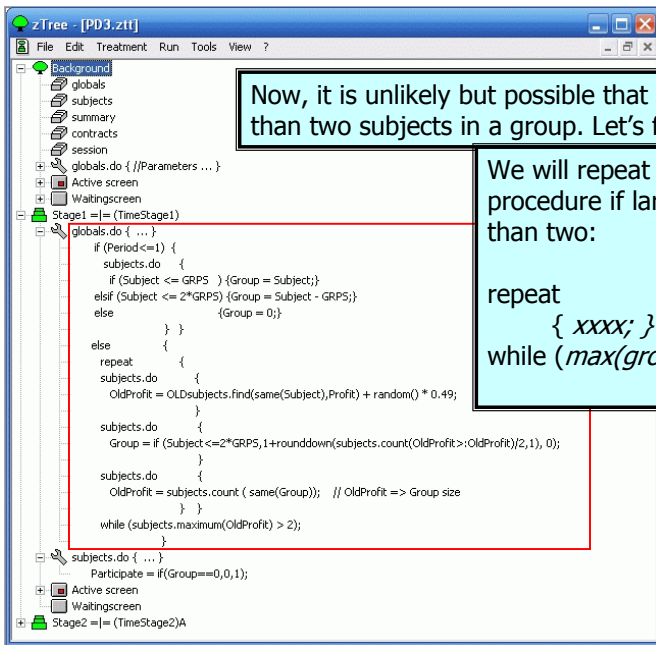 zTree - [PD3.ztt]
File Edit Treatment Run Tools View ?
Background
globals
subjects
summary
contracts
session
globals.do { //Parameters ... }
Active screen
Waitingscreen
Stage1 =|= (TimeStage1)
globals.do { ... }
if (Period<=1) {
subjects.do {
if (Subject <= GRPS ) {Group = Subject;}
elsif (Subject <= 2*GRPS) {Group = Subject - GRPS;}
else {Group = 0;}
} }
else {
repeat {
subjects.do {
OldProfit = OLDsubjects.find(same(Subject),Profit) + random() * 0.49;
}
subjects.do {
Group = if (Subject<=2*GRPS,1+rounddown(subjects.count(OldProfit>:OldProfit)/2,1), 0);
}
subjects.do {
OldProfit = subjects.count ( same(Group)); // OldProfit => Group size
} }
while (subjects.maximum(OldProfit) > 2);
}
subjects.do { ... }
Participate = if(Group==0,0,1);
Active screen
Waitingscreen
Stage2 =|= (TimeStage2)A
Now, it is unlikely but possible that
than two subjects in a group. Let's
We will repeat
procedure if
than two:
repeat
{ xxxx; }
while (